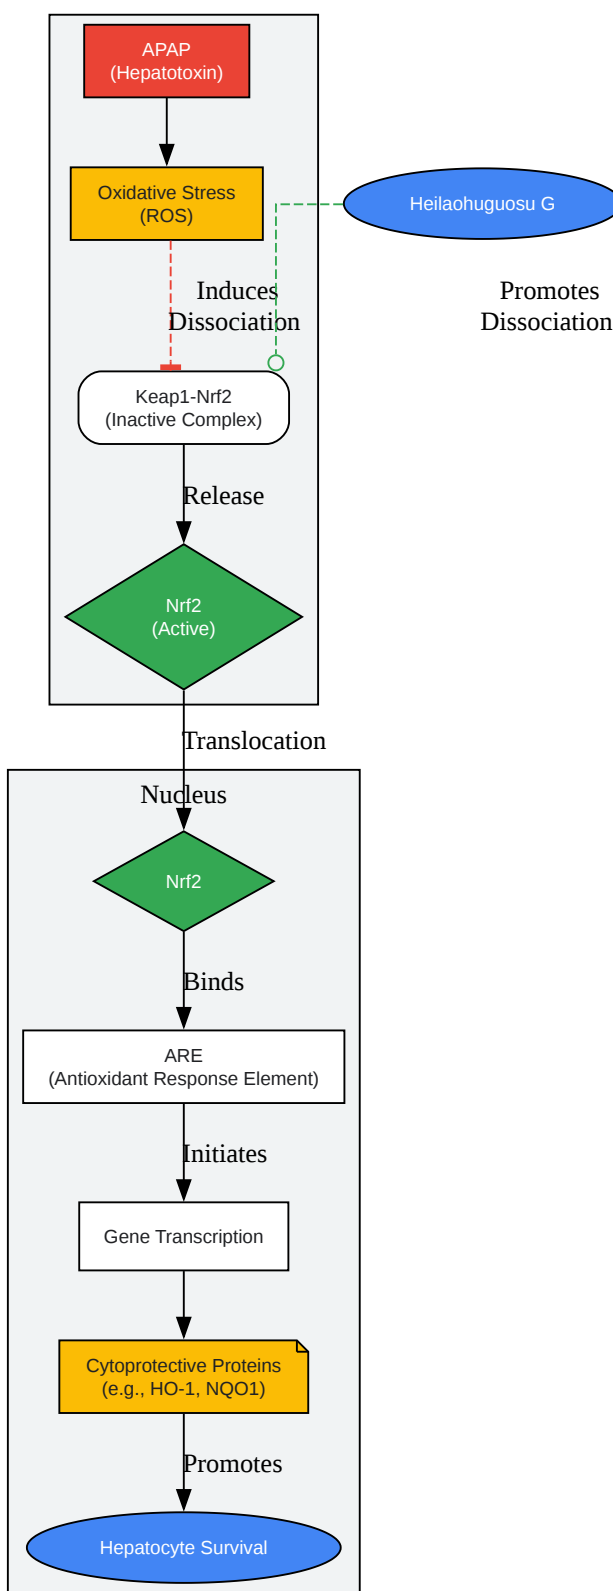 APAP
(Hepatotoxin)
Oxidative Stress
(ROS)
Heilaohuguosu G
Induces
Dissociation
Promotes
Dissociation
Keap1-Nrf2
(Inactive Complex)
Release
Nrf2
(Active)
Translocation
Nucleus
Nrf2
Binds
ARE
(Antioxidant Response Element)
Initiates
Gene Transcription
Cytoprotective Proteins
(e.g., HO-1, NQO1)
Promotes
Hepatocyte Survival